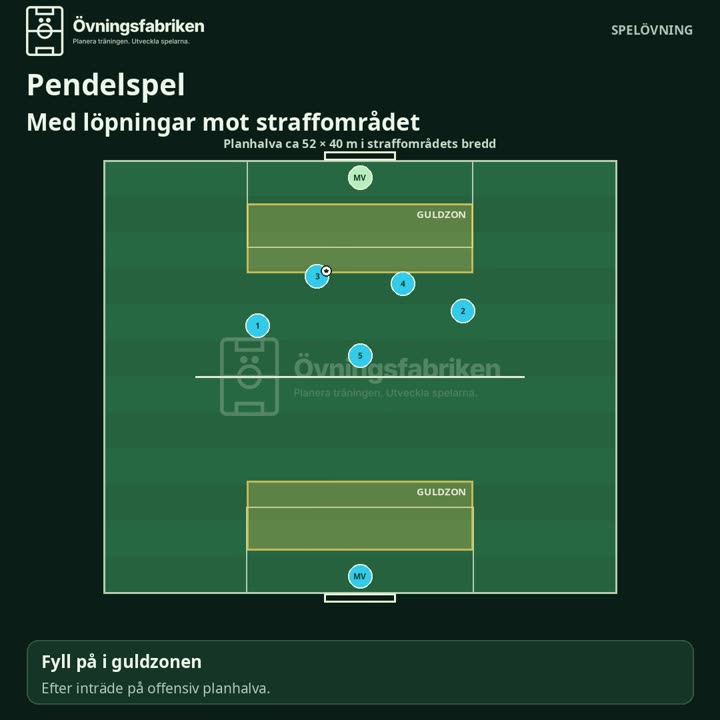 Övningsfabriken
Planera träningen. Utveckla spelarna.
SPELÖVNING
Pendelspel
Med löpningar mot straffområdet
Planhalva ca 52 × 40 m i straffområdets bredd
MV
GULDZON
3
4
2
1
5
Övningsfabriken
Planera träningen. Utveckla spelarna.
GULDZON
MV
Fyll på i guldzonen
Efter inträde på offensiv planhalva.